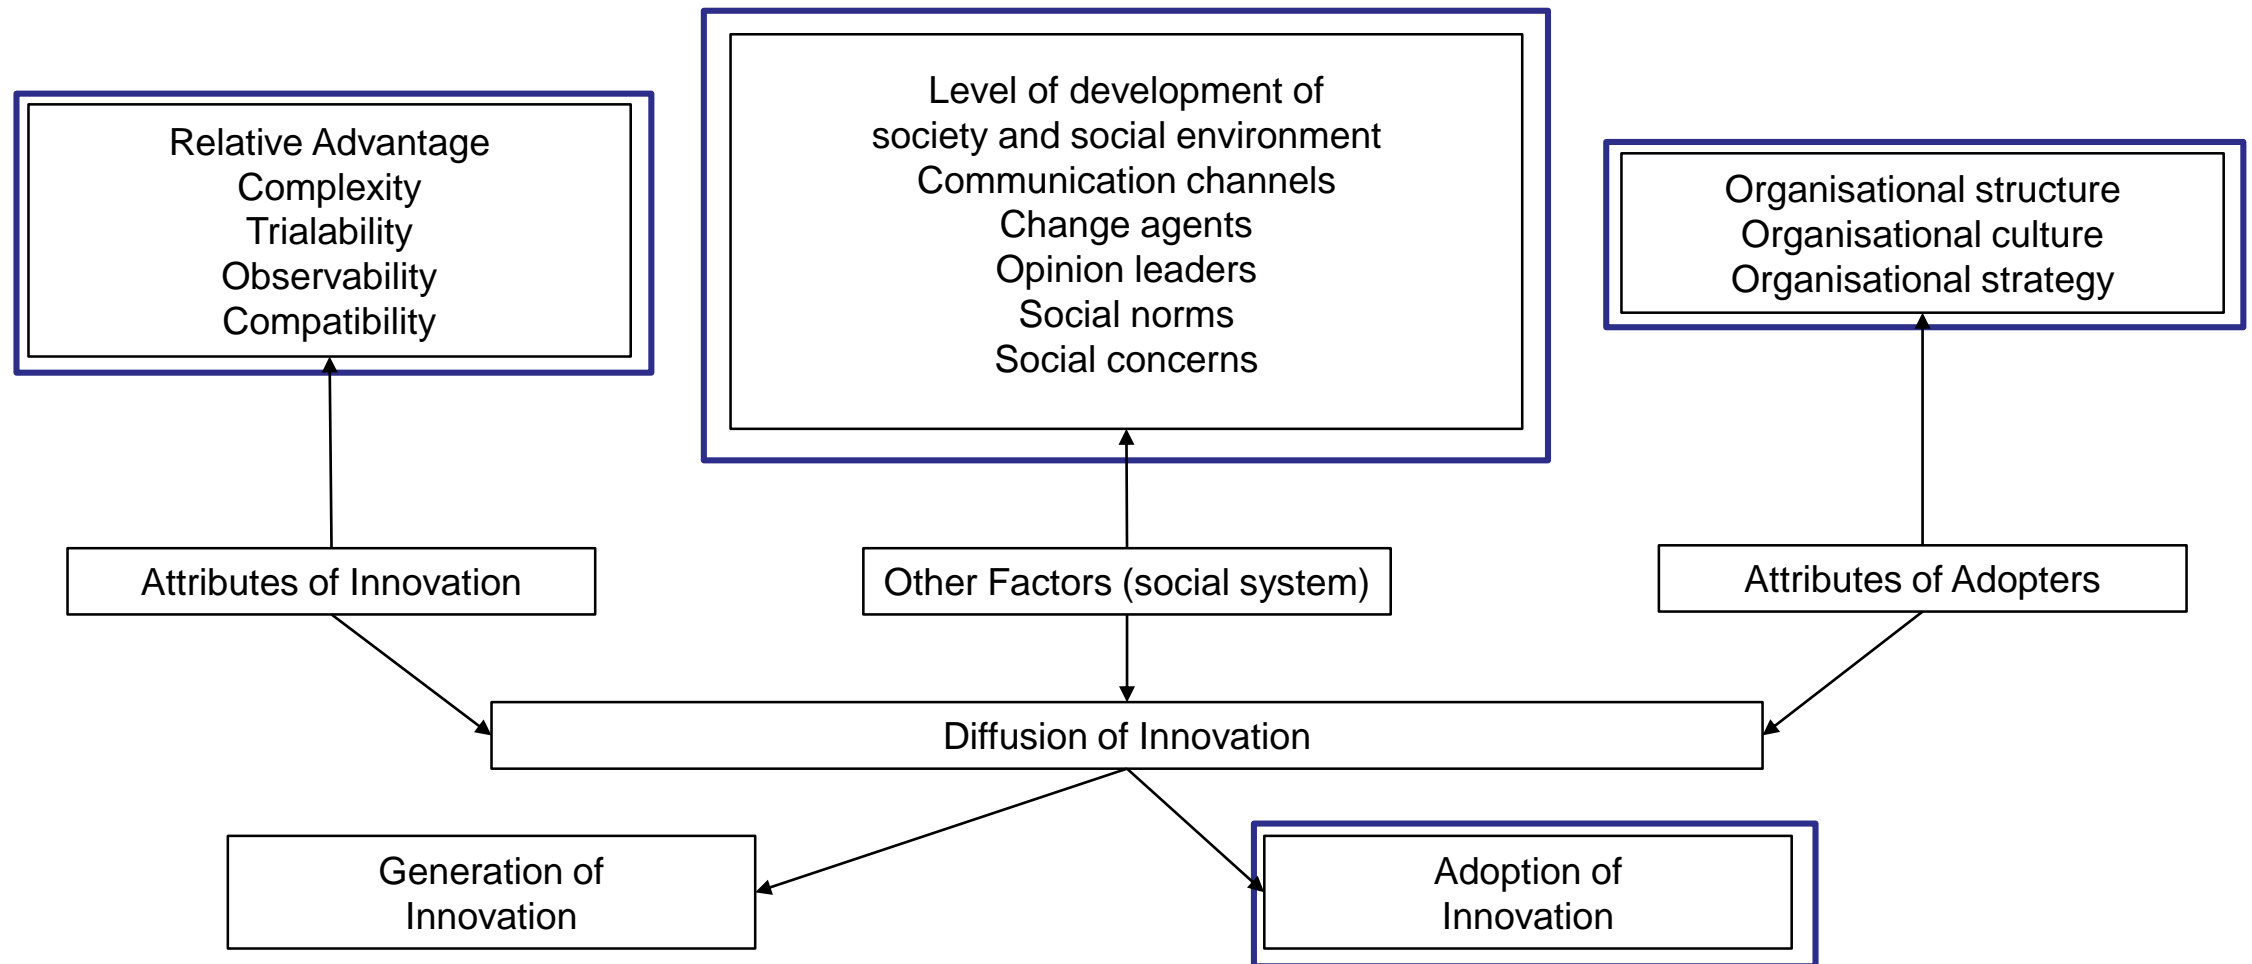 Relative Advantage
Complexity
Trialability
Observability
Compatibility
Level of development of
society and social environment
Communication channels
Change agents
Opinion leaders
Social norms
Social concerns
Organisational structure
Organisational culture
Organisational strategy
Attributes of Innovation
Other Factors (social system)
Attributes of Adopters
Diffusion of Innovation
Generation of
Innovation
Adoption of
Innovation